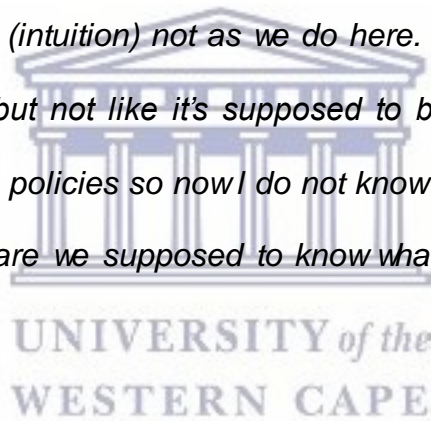 (intuition) not as we do here.
but not like it's supposed to b
policies so now I do not know
are we supposed to know wha
UNIVERSITY of the
WESTERN CAPE